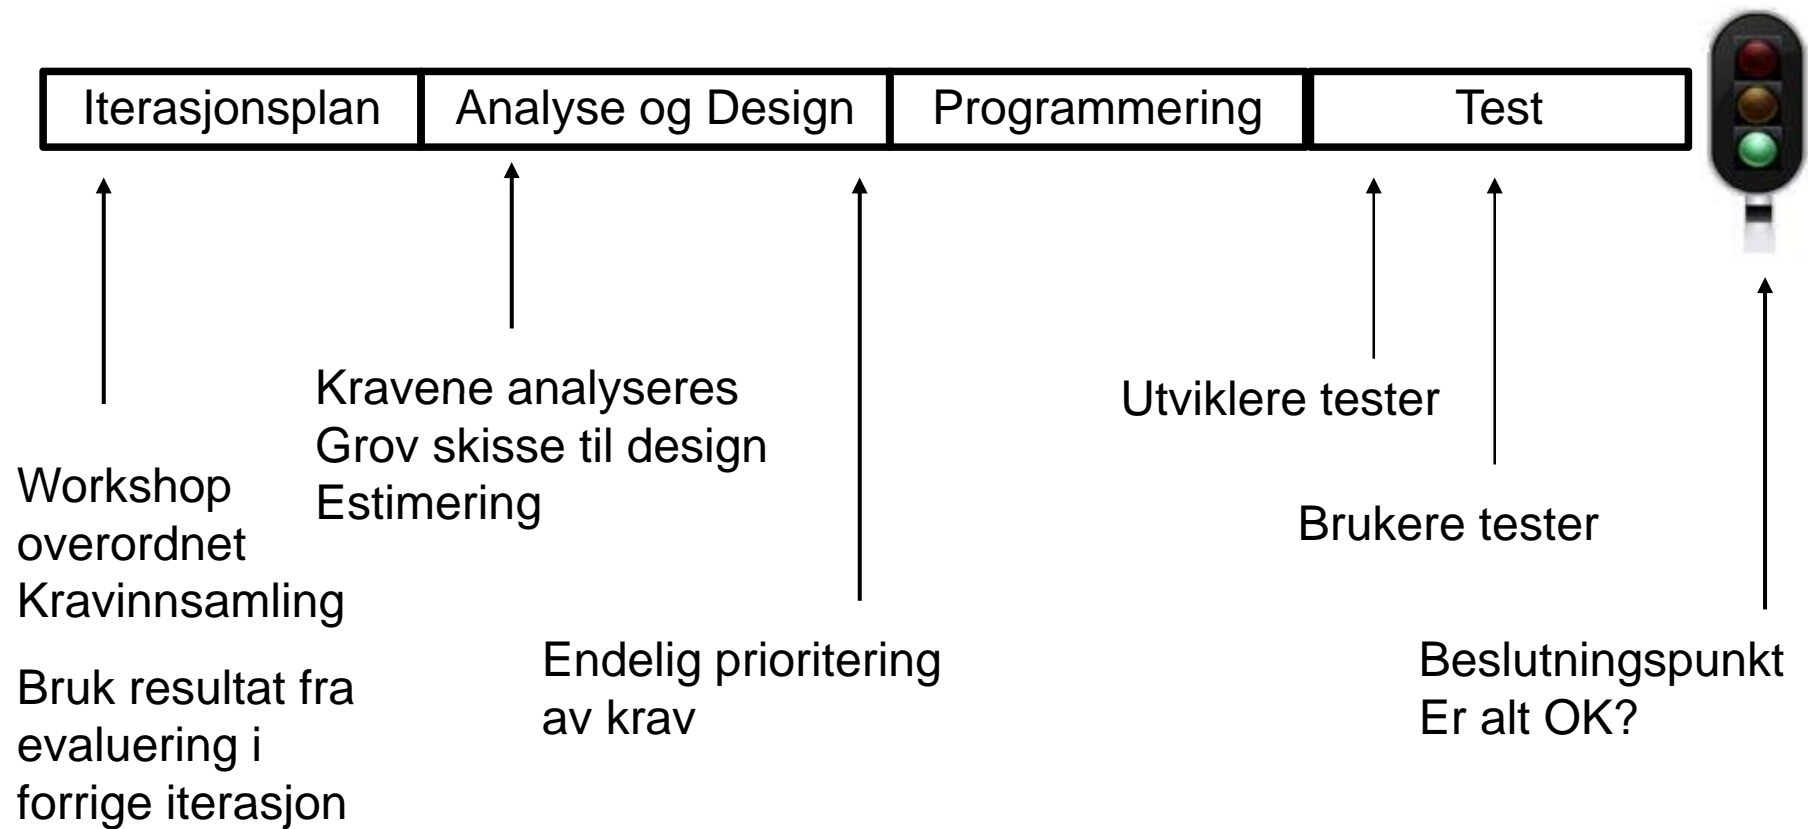 Iterasjonsplan
Analyse og Design
Programmering
Test
Workshop
overordnet
Kravinnsamling
Bruk resultat fra
evaluering i
forrige iterasjon
Kravene analyseres
Grov skisse til design
Estimering
Endelig prioritering
av krav
Utviklere tester
Brukere tester
Beslutningspunkt
Er alt OK?